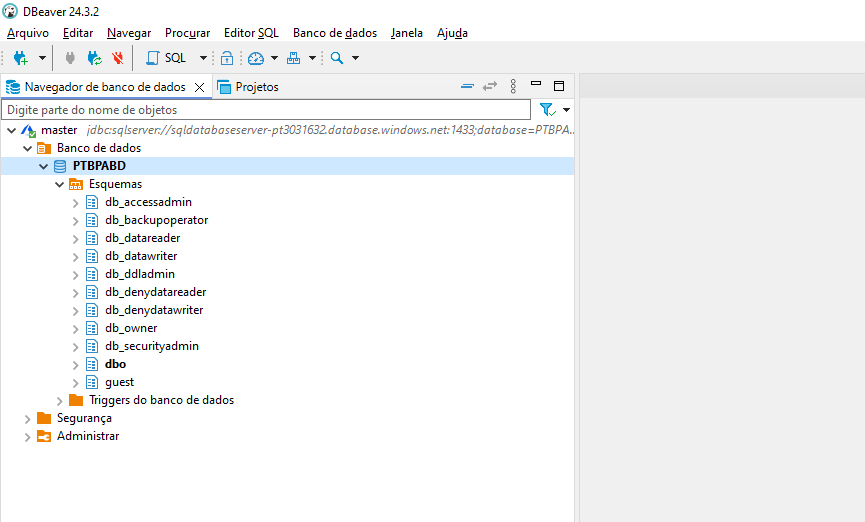 DBeaver 24.3.2
Arquivo Editar Navegar Procurar Editor SQL Banco de dados Janela Ajuda
SQL
Navegador de banco de dados Projetos
Digite parte do nome de objetos
master jdbc:sqlserver://sqldatabaseserver-pt3031632.database.windows.net:1433;database=PTBPA...
Banco de dados
PTBPABD
Esquemas
db_accessadmin
db_backupoperator
db_datareader
db_datawriter
db_ddladmin
db_denydatareader
db_denydatawriter
db_owner
db_securityadmin
dbo
guest
Triggers do banco de dados
Segurança
Administrar